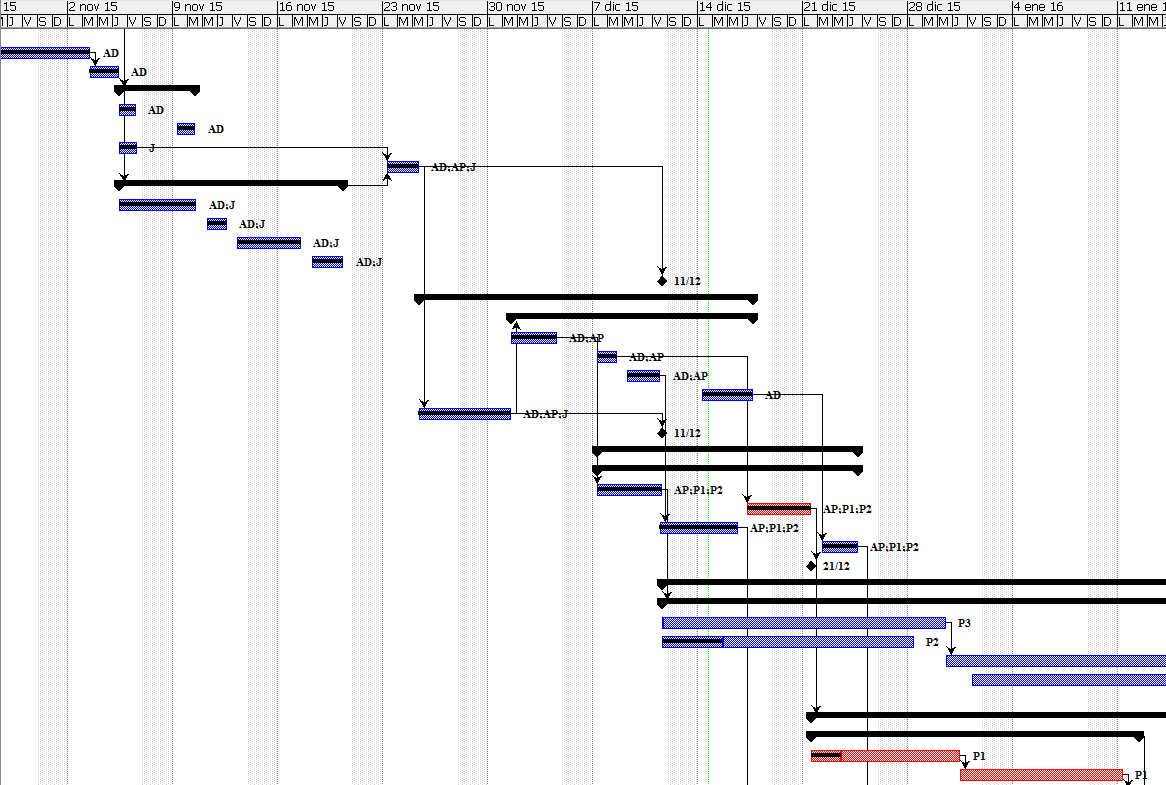 15 2 nov 15 9 nov 15 16 nov 15 23 nov 15 30 nov 15 7 dic 15 14 dic 15 21 dic 15 28 dic 15 4 ene 16 11 ene 1
J V S D L M M J V S D L M M J V S D L M M J V S D L M M J V S D L M M J V S D L M M J V S D L M M J V S D L M M J V S D L M M J V S D L M M J V S D L M M
AD
AD
AD
AD
J
AD;AP;J
AD;J
AD;J
AD;J
AD;J
11/12
AD;AP
AD;AP
AD;AP
AD
AD;AP;J
11/12
AP;P1;P2
AP;P1;P2
AP;P1;P2
AP;P1;P2
21/12
P3
P2
P1
P1